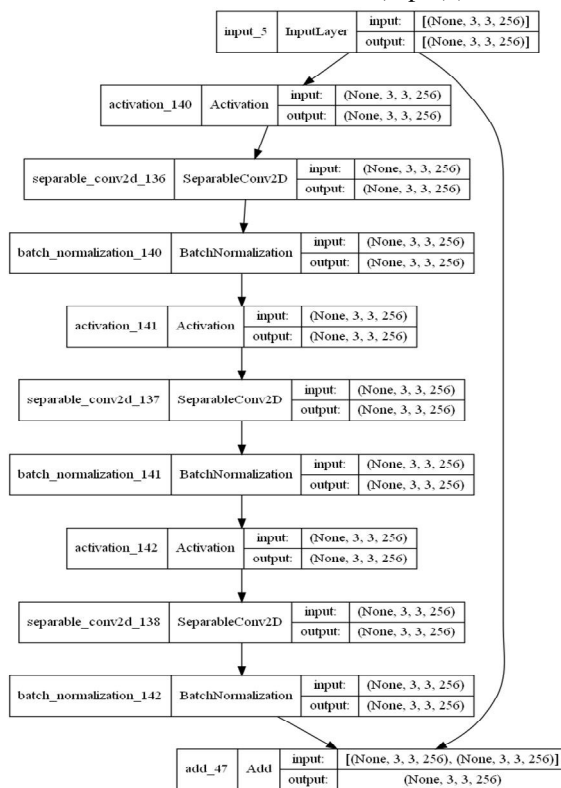 input_5 InputLayer input: [(None, 3, 3, 256)]
output: [(None, 3, 3, 256)]
activation_140 Activation input: (None, 3, 3, 256)
output: (None, 3, 3, 256)
separable_conv2d_136 SeparableConv2D input: (None, 3, 3, 256)
output: (None, 3, 3, 256)
batch_normalization_140 BatchNormalization input: (None, 3, 3, 256)
output: (None, 3, 3, 256)
activation_141 Activation input: (None, 3, 3, 256)
output: (None, 3, 3, 256)
separable_conv2d_137 SeparableConv2D input: (None, 3, 3, 256)
output: (None, 3, 3, 256)
batch_normalization_141 BatchNormalization input: (None, 3, 3, 256)
output: (None, 3, 3, 256)
activation_142 Activation input: (None, 3, 3, 256)
output: (None, 3, 3, 256)
separable_conv2d_138 SeparableConv2D input: (None, 3, 3, 256)
output: (None, 3, 3, 256)
batch_normalization_142 BatchNormalization input: (None, 3, 3, 256)
output: (None, 3, 3, 256)
add_47 Add input: [(None, 3, 3, 256), (None, 3, 3, 256)]
output: (None, 3, 3, 256)